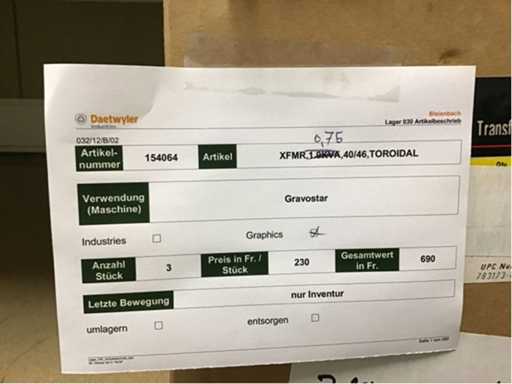 Daetwyler
Industries
Bleienbach
Lager 030 Artikelbeschrieb
032/12/B/02
0,75
Artikel-nummer 154064 Artikel XFMR,1.0KVA,40/46,TOROIDAL
Verwendung (Maschine) Gravostar
Industries Graphics
Anzahl Stück 3 Preis in Fr. / Stück 230 Gesamtwert in Fr. 690
Letzte Bewegung nur Inventur
umlagern entsorgen
Transf
UPC